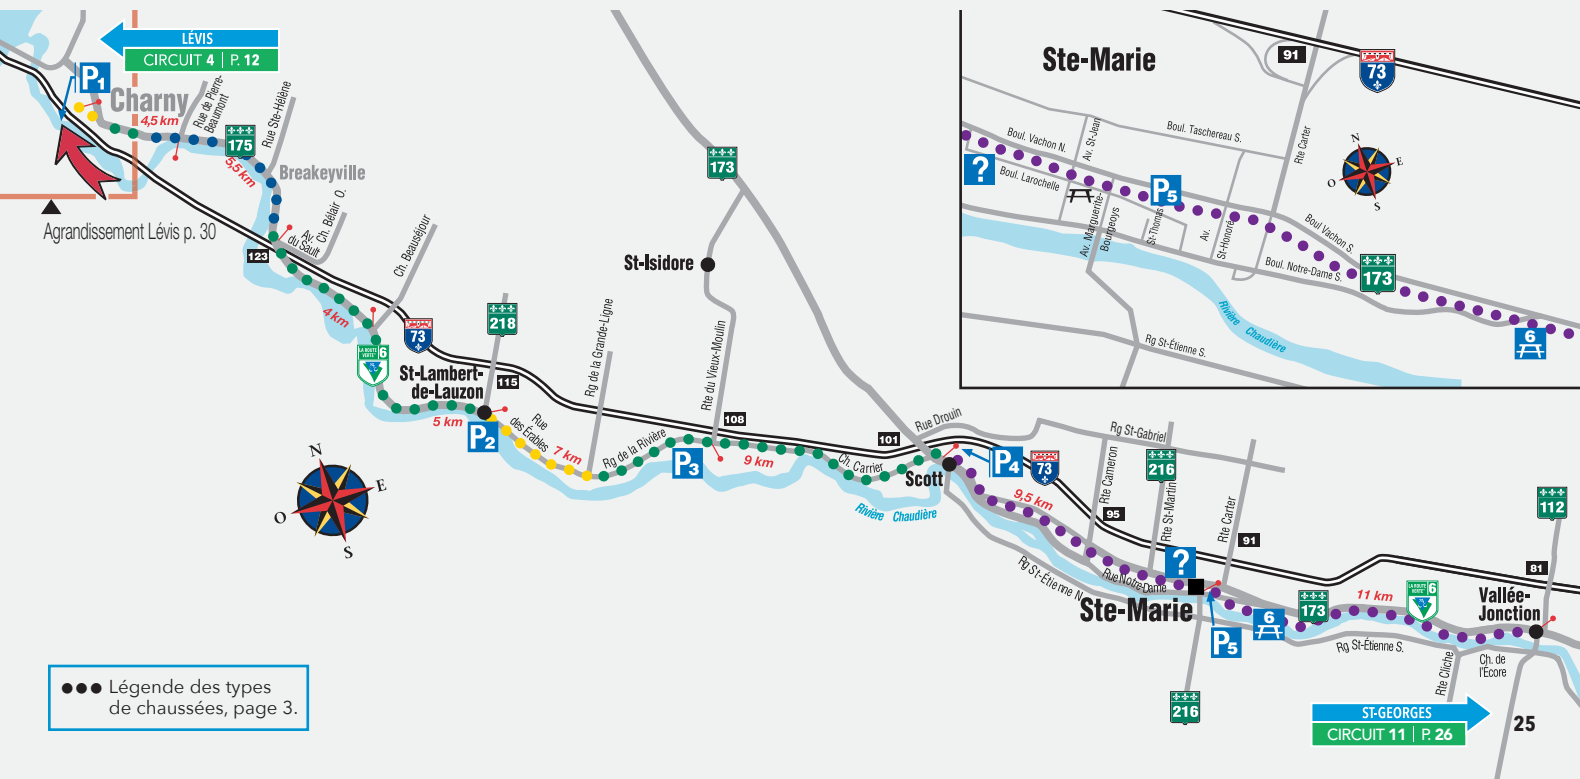 LÉVIS
CIRCUIT 4 | P. 12
P1
Charny
4,5 km
Rue de Pierre-
Beaumont
Rue Ste-Hélène
175
5,5 km
Breakeyville
Agrandissement Lévis p. 30
Av.
du Sault
Ch. Bélair O.
123
Ch. Beauséjour
4 km
73
LA ROUTE
VERTE 6
218
St-Lambert-
de-Lauzon
115
5 km
P2
Rue
des Érables
7 km
Rg de la Grande-Ligne
Rg de la Rivière
St-Isidore
173
Rte du Vieux-Moulin
108
P3
9 km
Ch. Carrier
101
Rue Drouin
Scott
Rivière Chaudière
P4
73
9,5 km
Rg St-Gabriel
Rte Cameron
95
216
Rte St-Martin
Rte Carter
91
Rg St-Étienne N.
Rue Notre-Dame
?
Ste-Marie
P5
6
216
173
11 km
LA ROUTE
VERTE 6
Rg St-Étienne S.
Rte Cliche
Ch. de
l'Écore
Vallée-
Jonction
81
112
N
E
S
O
Légende des types
de chaussées, page 3.
ST-GEORGES
CIRCUIT 11 | P. 26
25
Ste-Marie
91
73
Boul. Vachon N.
Av. St-Jean
Boul. Taschereau S.
Rte Carter
N
E
S
O
?
Boul. Larochelle
P5
Av. Marguerite-
Bourgeoys
St-Thomas
Av.
St-Honoré
Boul Vachon S.
Boul. Notre-Dame S.
173
Rivière Chaudière
Rg St-Étienne S.
6